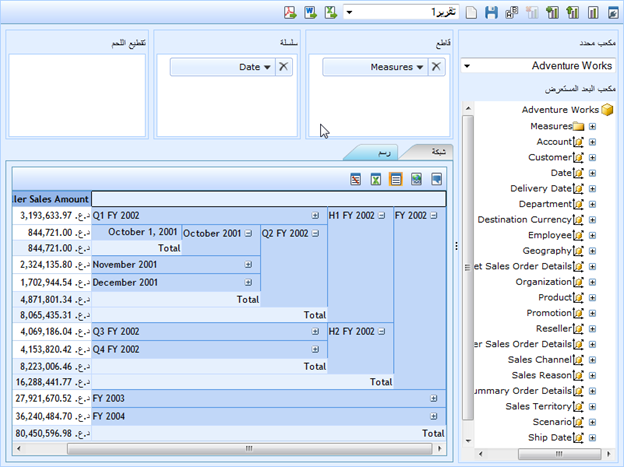 تقرير1
مكعب محدد
Adventure Works
مكعب البعد المستعرض
Adventure Works
Measures
Account
Customer
Date
Delivery Date
Department
Destination Currency
Employee
Geography
et Sales Order Details
Organization
Product
Promotion
Reseller
er Sales Order Details
Sales Channel
Sales Reason
ummary Order Details
Sales Territory
Scenario
Ship Date
قاطع
Measures
سلسلة
Date
تقطيع اللحم
شبكة
رسم
ler Sales Amount
FY 2002 H1 FY 2002 Q1 FY 2002 د.ع. 3,193,633.97
Q2 FY 2002 October 2001 October 1, 2001 د.ع. 844,721.00
Total د.ع. 844,721.00
November 2001 د.ع. 2,324,135.80
December 2001 د.ع. 1,702,944.54
Total د.ع. 4,871,801.34
Total د.ع. 8,065,435.31
H2 FY 2002 Q3 FY 2002 د.ع. 4,069,186.04
Q4 FY 2002 د.ع. 4,153,820.42
Total د.ع. 8,223,006.46
Total د.ع. 16,288,441.77
FY 2003 د.ع. 27,921,670.52
FY 2004 د.ع. 36,240,484.70
Total د.ع. 80,450,596.98